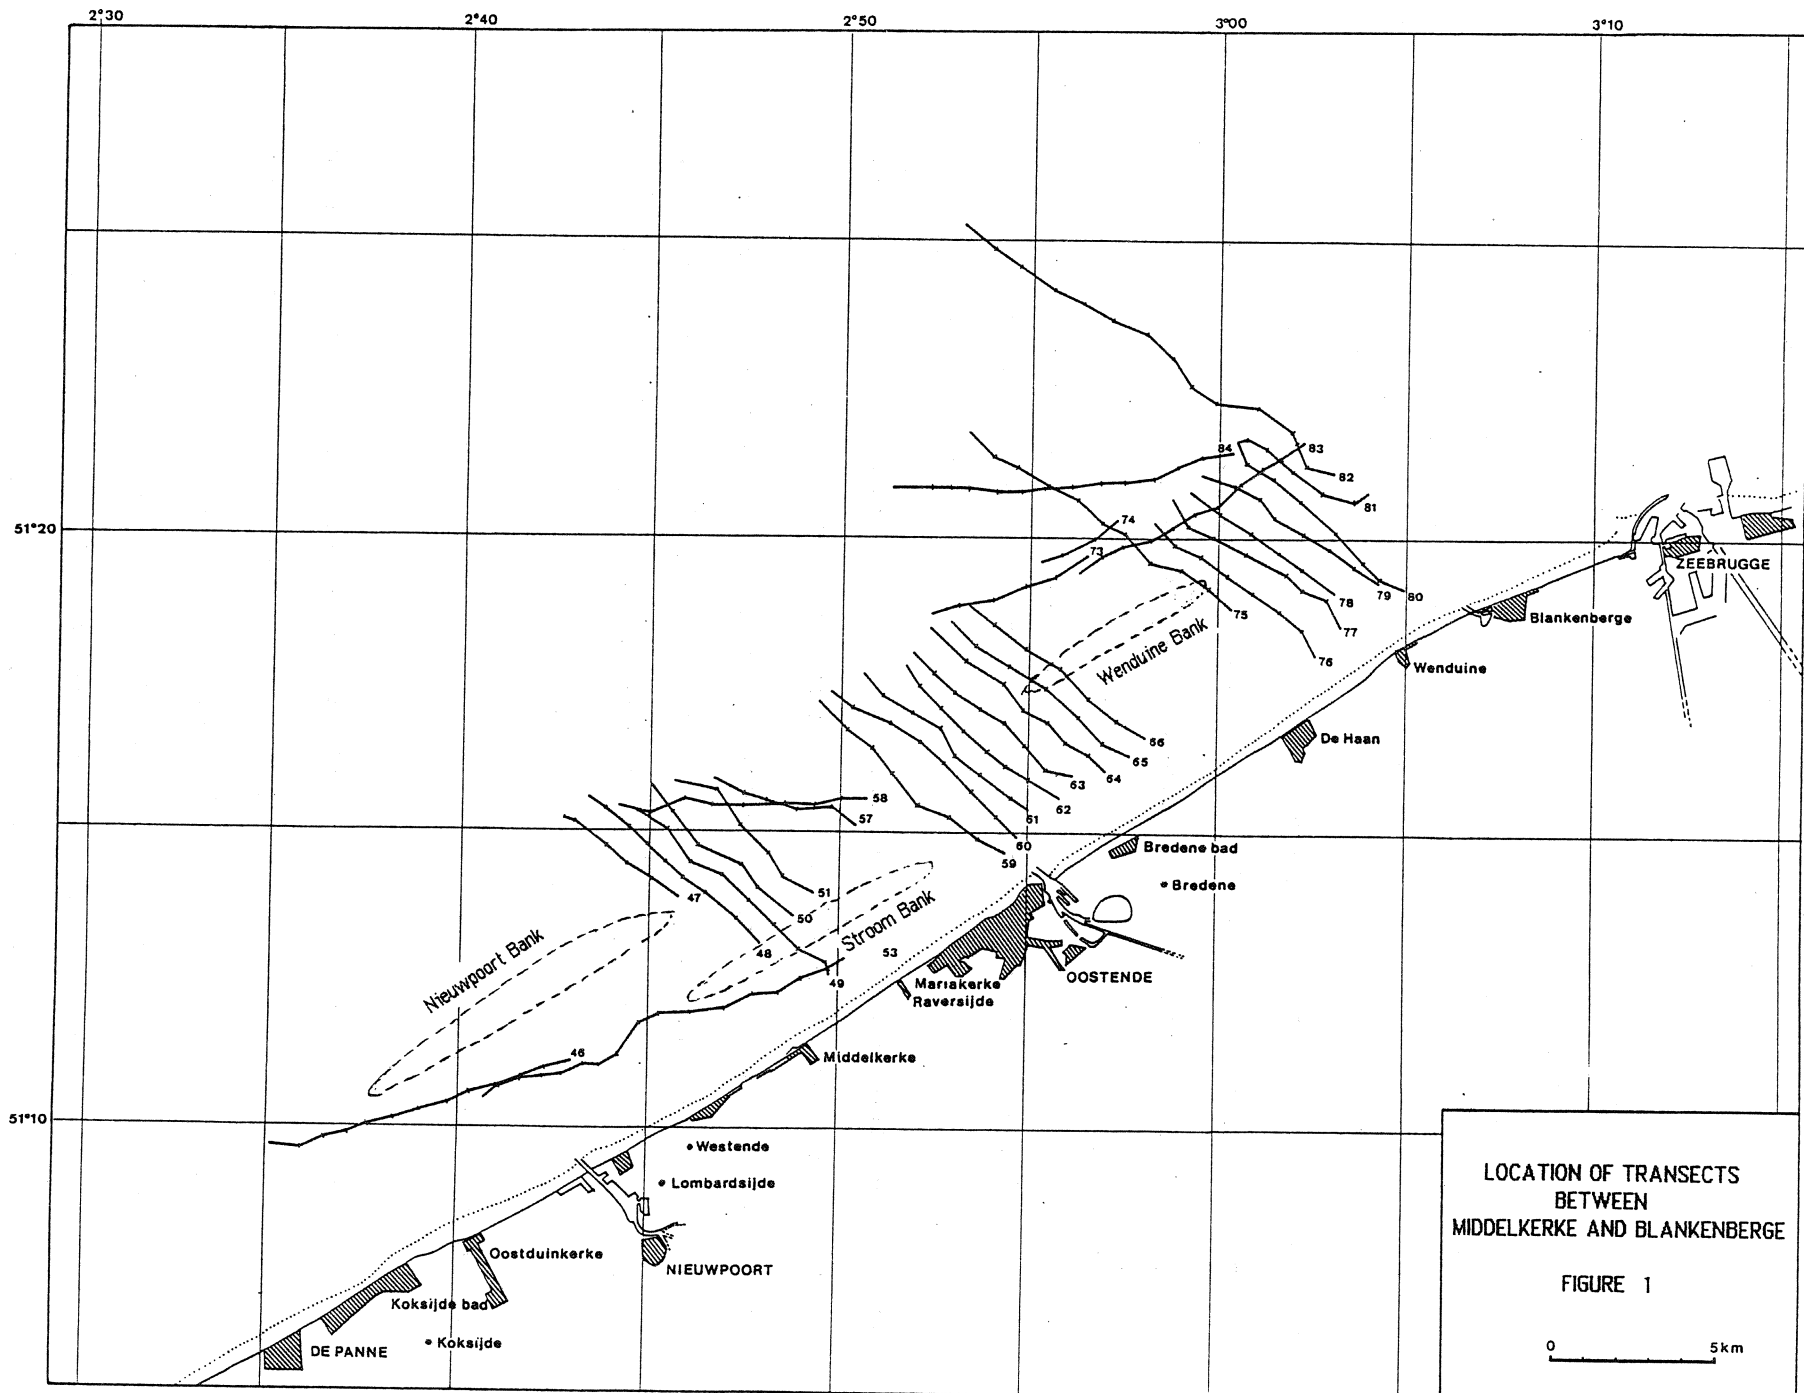 2°30
2°40
2°50
3°00
3°10
84
83
82
81
51°20
74
73
ZEEBRUGGE
78
79
80
75
Blankenberge
77
Wenduine Bank
76
Wenduine
66
De Haan
65
64
63
62
58
57
61
60
59
Bredene bad
Bredene
51
47
50
Stroom Bank
Nieuwpoort Bank
48
53
49
Mariakerke
OOSTENDE
Raversijde
46
Middelkerke
51°10
Westende
Lombardsijde
Oostduinkerke
NIEUWPOORT
Koksijde bad
Koksijde
DE PANNE
LOCATION OF TRANSECTS
BETWEEN
MIDDELKERKE AND BLANKENBERGE
FIGURE 1
0 5km